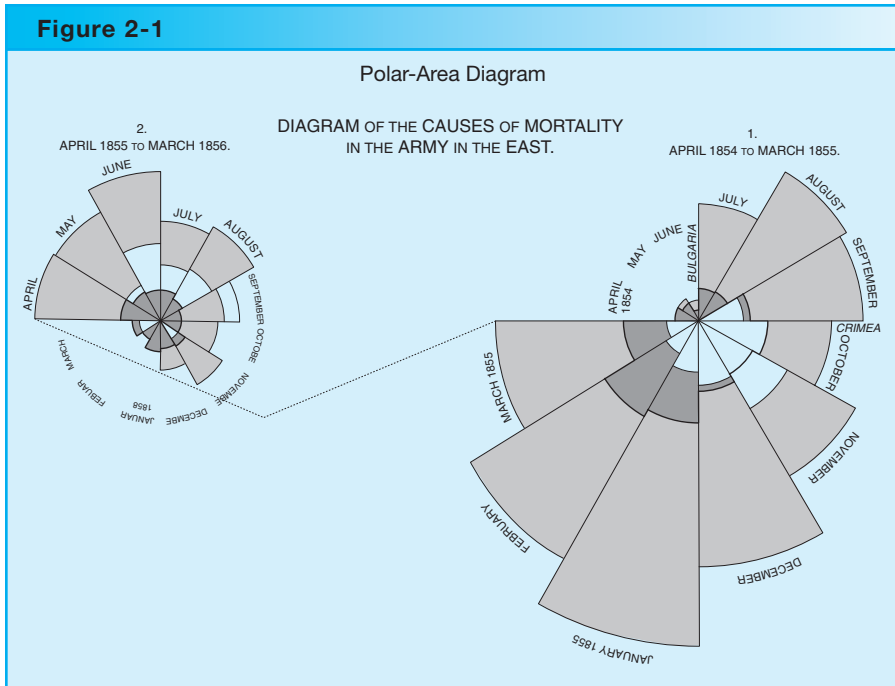 Figure 2-1
Polar-Area Diagram
DIAGRAM OF THE CAUSES OF MORTALITY
IN THE ARMY IN THE EAST.
2.
APRIL 1855 TO MARCH 1856.
JUNE
JULY
AUGUST
MAY
APRIL
SEPTEMBER
OCTOBE
NOVEMBE
DECEMBE
JANUAR
1858
FEBUAR
MARCH
1.
APRIL 1854 TO MARCH 1855.
AUGUST
JULY
BULGARIA
JUNE
MAY
APRIL
1854
SEPTEMBER
CRIMEA
OCTOBER
NOVEMBER
DECEMBER
JANUARY 1855
FEBRUARY
MARCH 1855